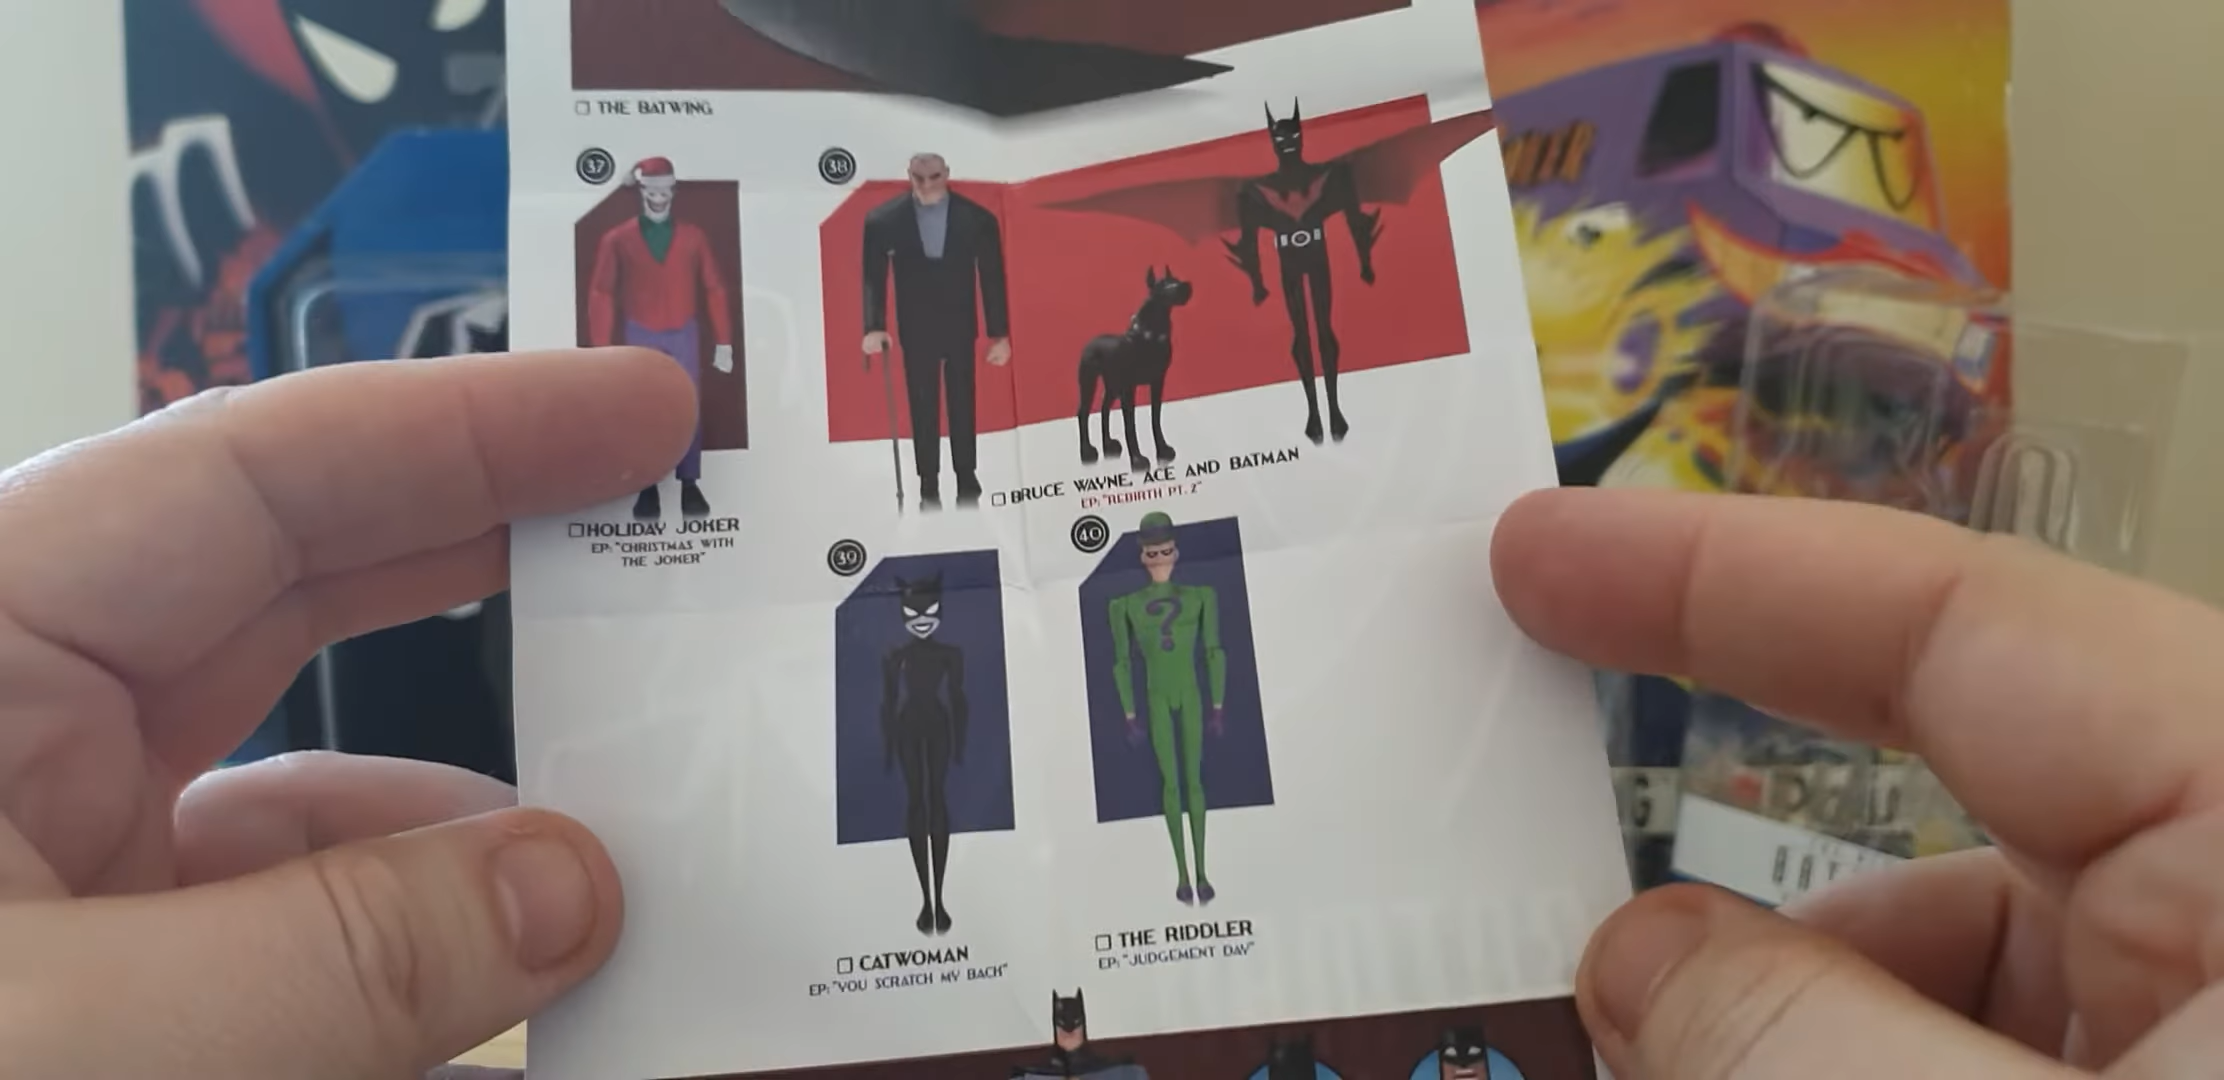 ☐ THE BATWING
37
38
☐ HOLIDAY JOKER
EP: "CHRISTMAS WITH
THE JOKER"
☐ BRUCE WAYNE, ACE AND BATMAN
EP: "REBIRTH PT. 2"
39
40
?
☐ CATWOMAN
EP: "YOU SCRATCH MY BACK"
☐ THE RIDDLER
EP: "JUDGEMENT DAY"